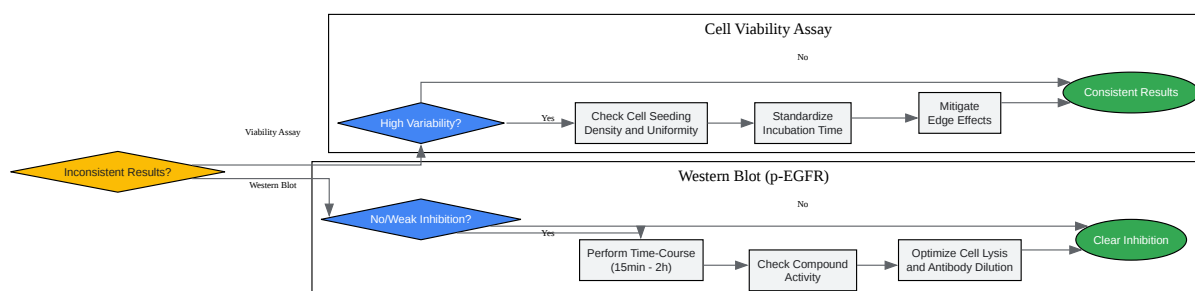 Cell Viability Assay
No
Consistent Results
High Variability?
Yes
Check Cell Seeding
Density and Uniformity
Standardize
Incubation Time
Mitigate
Edge Effects
Viability Assay
Inconsistent Results?
Western Blot
Western Blot (p-EGFR)
No
No/Weak Inhibition?
Yes
Clear Inhibition
Perform Time-Course
(15min - 2h)
Check Compound
Activity
Optimize Cell Lysis
and Antibody Dilution